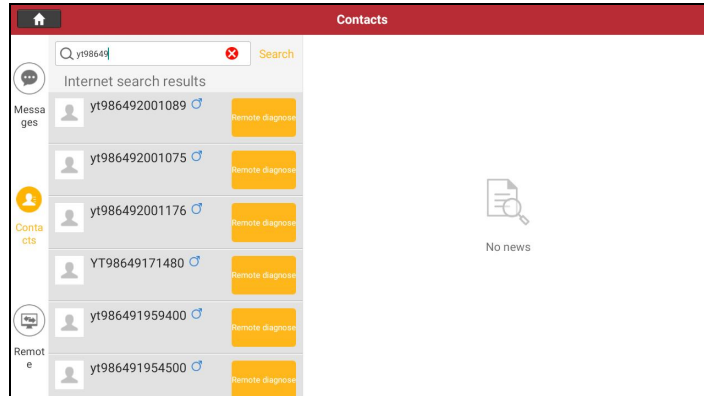 Contacts
yt98649
Search
Internet search results
Messa
ges
yt986492001089
Remote diagnose
yt986492001075
Remote diagnose
Conta
cts
yt986492001176
Remote diagnose
No news
YT98649171480
Remote diagnose
yt986491959400
Remote diagnose
Remot
e
yt986491954500
Remote diagnose